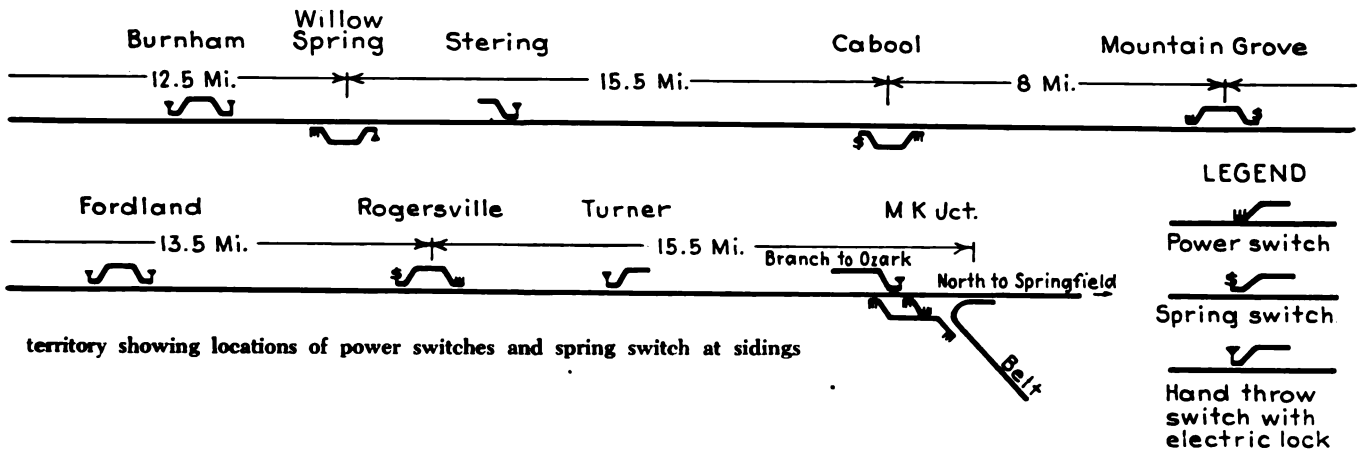 Burnham
Willow
Spring
Stering
Cabool
Mountain Grove
12.5 Mi.
15.5 Mi.
8 Mi.
Fordland
Rogersville
Turner
M K Jct.
13.5 Mi.
15.5 Mi.
Branch to Ozark
North to Springfield
Belt
territory showing locations of power switches and spring switch at sidings
LEGEND
Power switch
Spring switch
Hand throw
switch with
electric lock